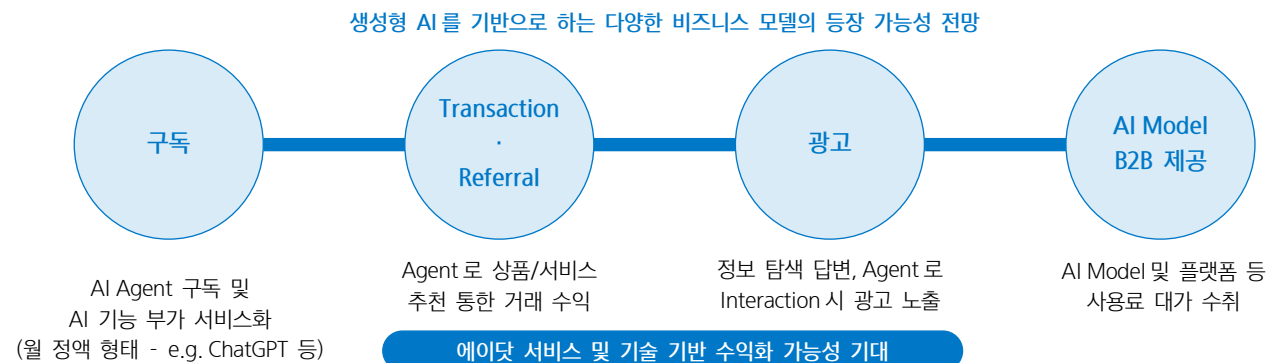 생성형 AI를 기반으로 하는 다양한 비즈니스 모델의 등장 가능성 전망
구독
Transaction
·
Referral
광고
AI Model
B2B 제공
AI Agent 구독 및
AI 기능 부가 서비스화
(월 정액 형태 - e.g. ChatGPT 등)
Agent로 상품/서비스
추천 통한 거래 수익
정보 탐색 답변, Agent로
Interaction 시 광고 노출
AI Model 및 플랫폼 등
사용료 대가 수취
에이닷 서비스 및 기술 기반 수익화 가능성 기대